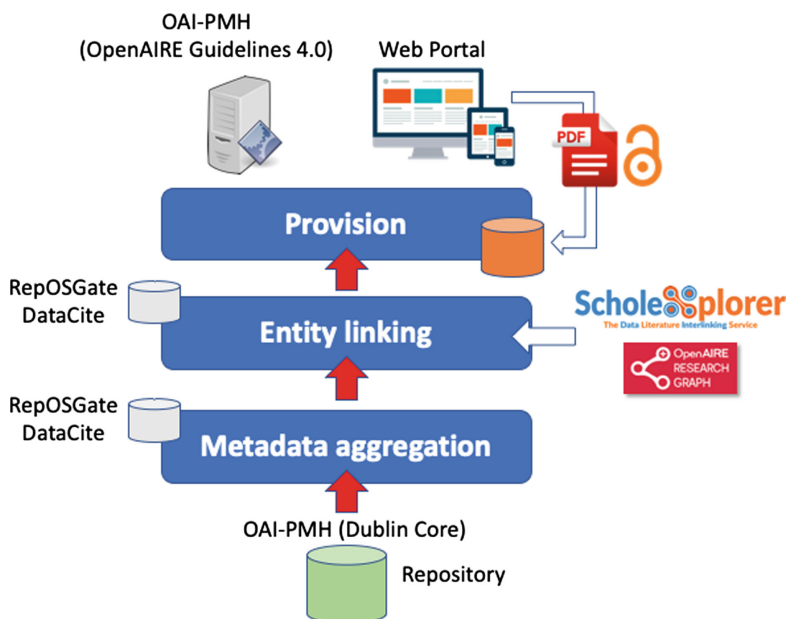 OAI-PMH
(OpenAIRE Guidelines 4.0)
Web Portal
PDF
Provision
RepOSGate
DataCite
Entity linking
ScholeXplorer
The Data Literature Interlinking Service
OpenAIRE
RESEARCH
GRAPH
RepOSGate
DataCite
Metadata aggregation
OAI-PMH (Dublin Core)
Repository